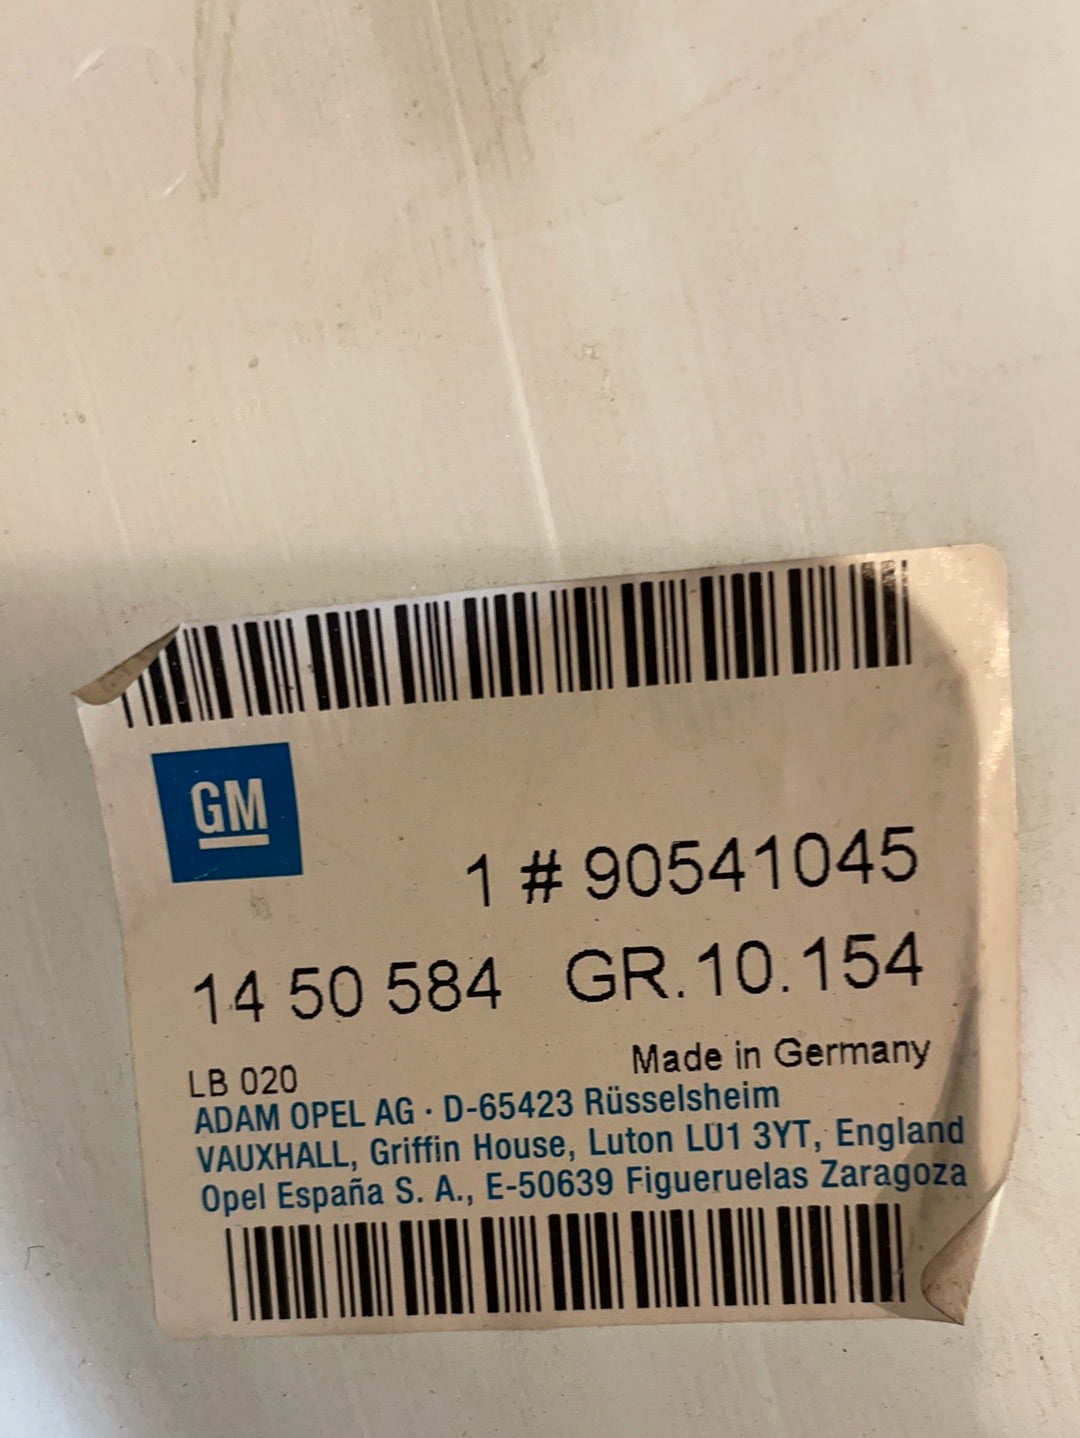 GM
1 # 90541045
14 50 584 GR. 10. 154
LB 020 Made in Germany
ADAM OPEL AG · D-65423 Rüsselsheim
VAUXHALL, Griffin House, Luton LU1 3YT, England
Opel España S. A., E-50639 Figueruelas Zaragoza